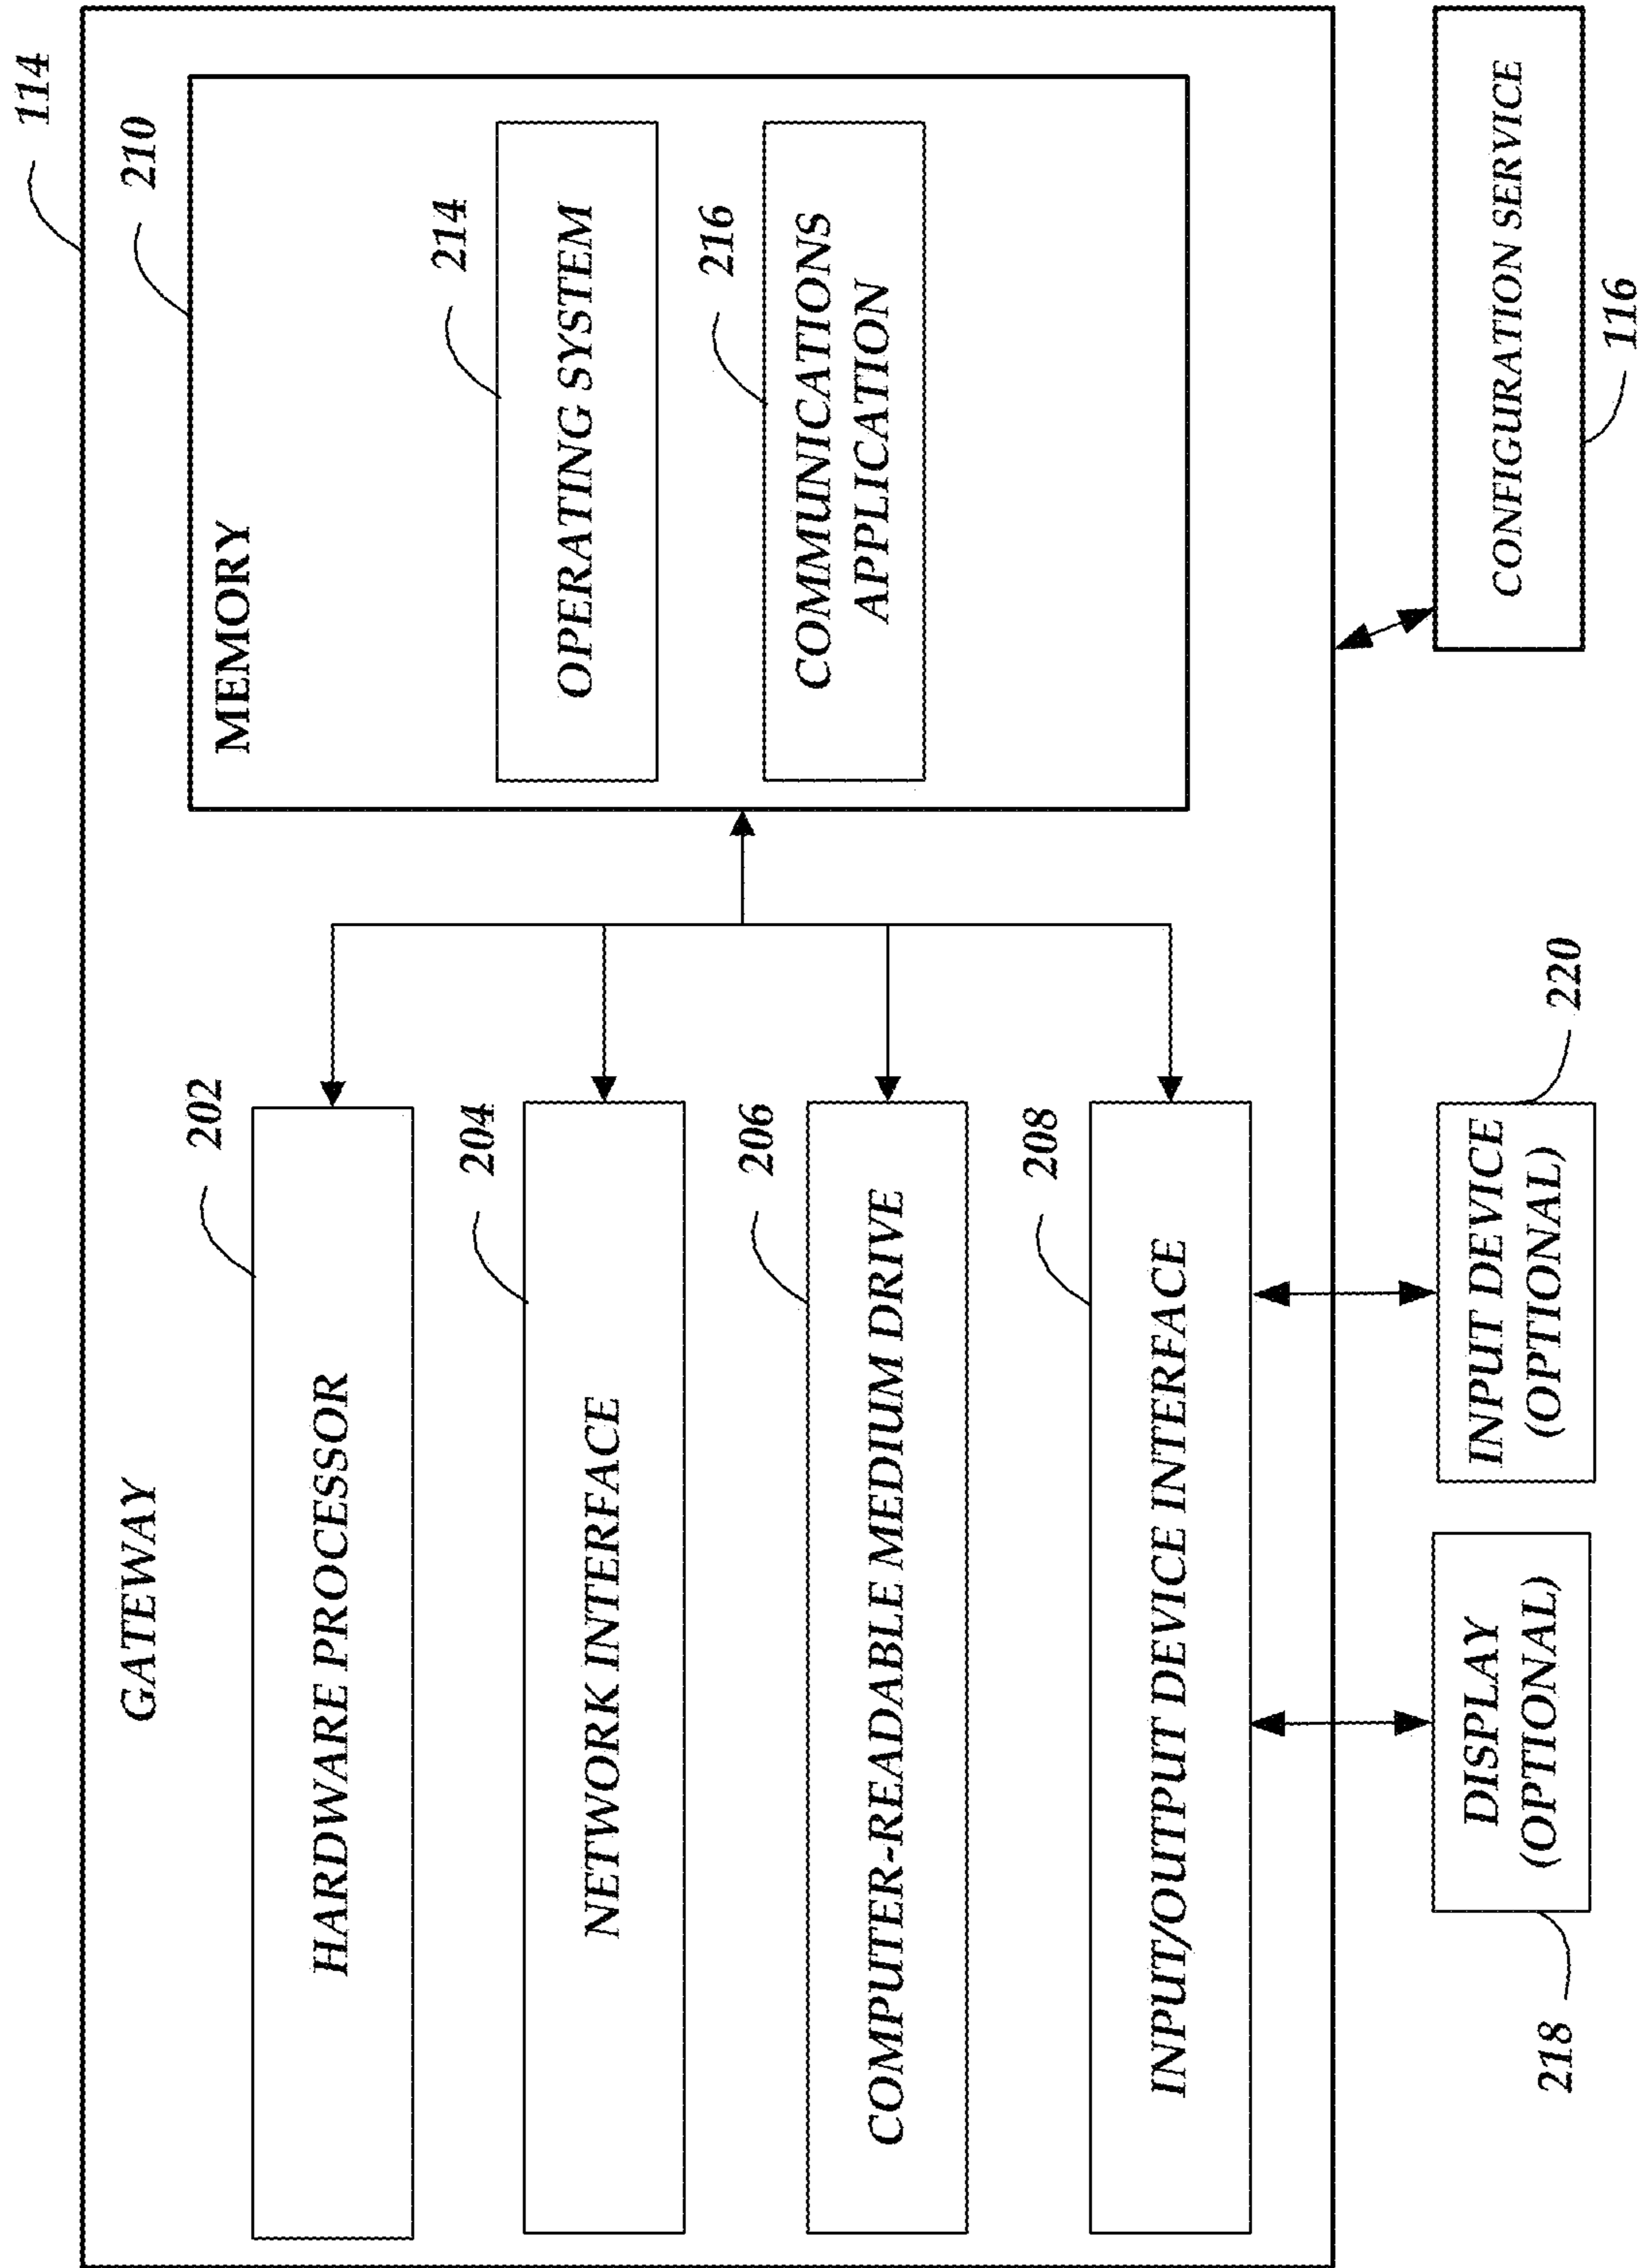 114
GATEWAY
210
MEMORY
202
HARDWARE PROCESSOR
214
OPERATING SYSTEM
204
NETWORK INTERFACE
216
COMMUNICATIONS
APPLICATION
206
COMPUTER-READABLE MEDIUM DRIVE
208
INPUT/OUTPUT DEVICE INTERFACE
218
DISPLAY
(OPTIONAL)
INPUT DEVICE
(OPTIONAL)
220
CONFIGURATION SERVICE
116